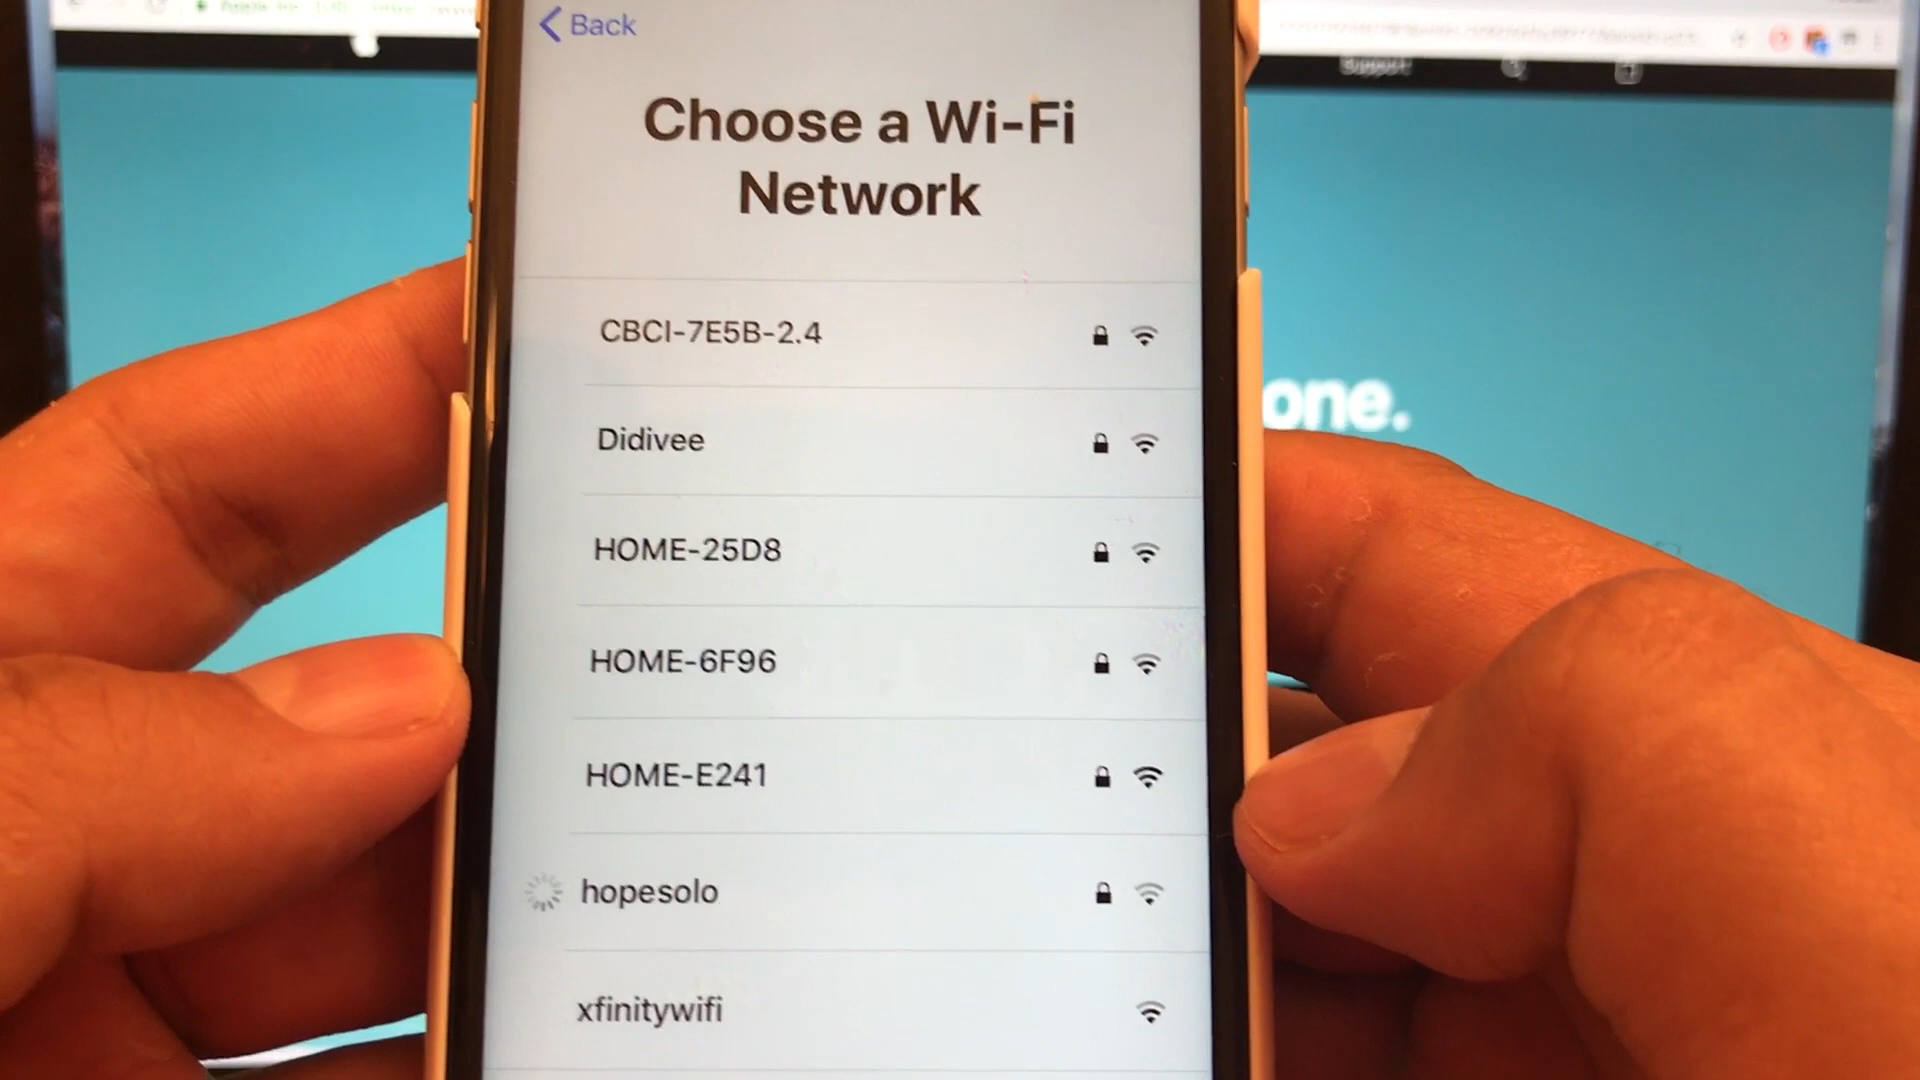 Back
Support
Choose a Wi-Fi
Network
CBCI-7E5B-2.4
Didivee
one.
HOME-25D8
HOME-6F96
HOME-E241
hopesolo
xfinitywifi